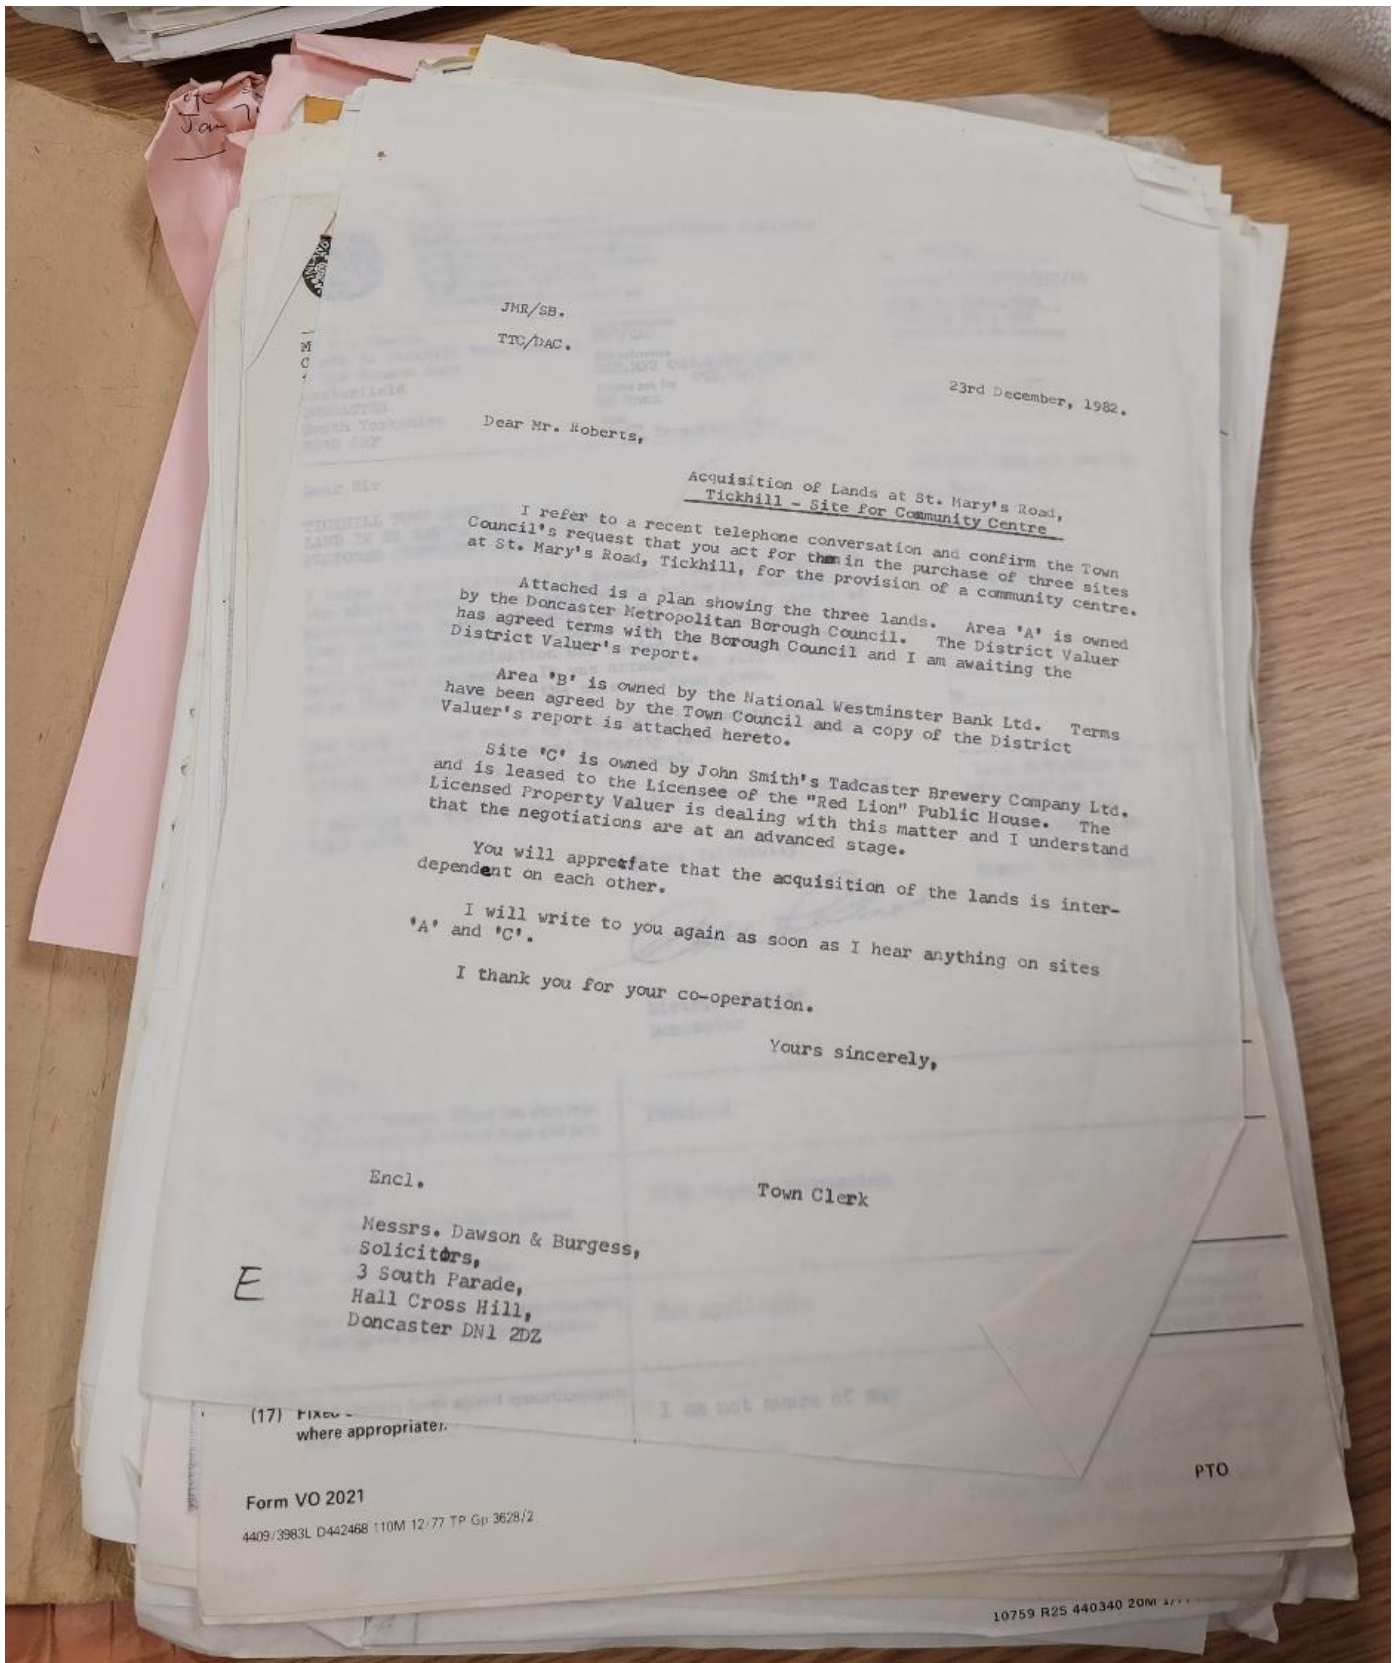 JMR/SB.
TTC/DAC.
23rd December, 1982.
Dear Mr. Roberts,
Acquisition of Lands at St. Mary's Road,
Tickhill - Site for Community Centre
I refer to a recent telephone conversation and confirm the Town
Council's request that you act for them in the purchase of three sites
at St. Mary's Road, Tickhill, for the provision of a community centre.
Attached is a plan showing the three lands. Area 'A' is owned
by the Doncaster Metropolitan Borough Council. The District Valuer
has agreed terms with the Borough Council and I am awaiting the
District Valuer's report.
Area 'B' is owned by the National Westminster Bank Ltd. Terms
have been agreed by the Town Council and a copy of the District
Valuer's report is attached hereto.
Site 'C' is owned by John Smith's Tadcaster Brewery Company Ltd.
and is leased to the Licensee of the "Red Lion" Public House. The
Licensed Property Valuer is dealing with this matter and I understand
that the negotiations are at an advanced stage.
You will appreciate that the acquisition of the lands is inter-
dependent on each other.
I will write to you again as soon as I hear anything on sites
'A' and 'C'.
I thank you for your co-operation.
Yours sincerely,
Encl.
Town Clerk
Messrs. Dawson & Burgess,
Solicitors,
3 South Parade,
Hall Cross Hill,
Doncaster DN1 2DZ
E
(17) Fixed
where appropriate).
PTO
Form VO 2021
4409/3983L D442468 110M 12/77 TP Gp 3628/2
10759 R2S 440340 20M